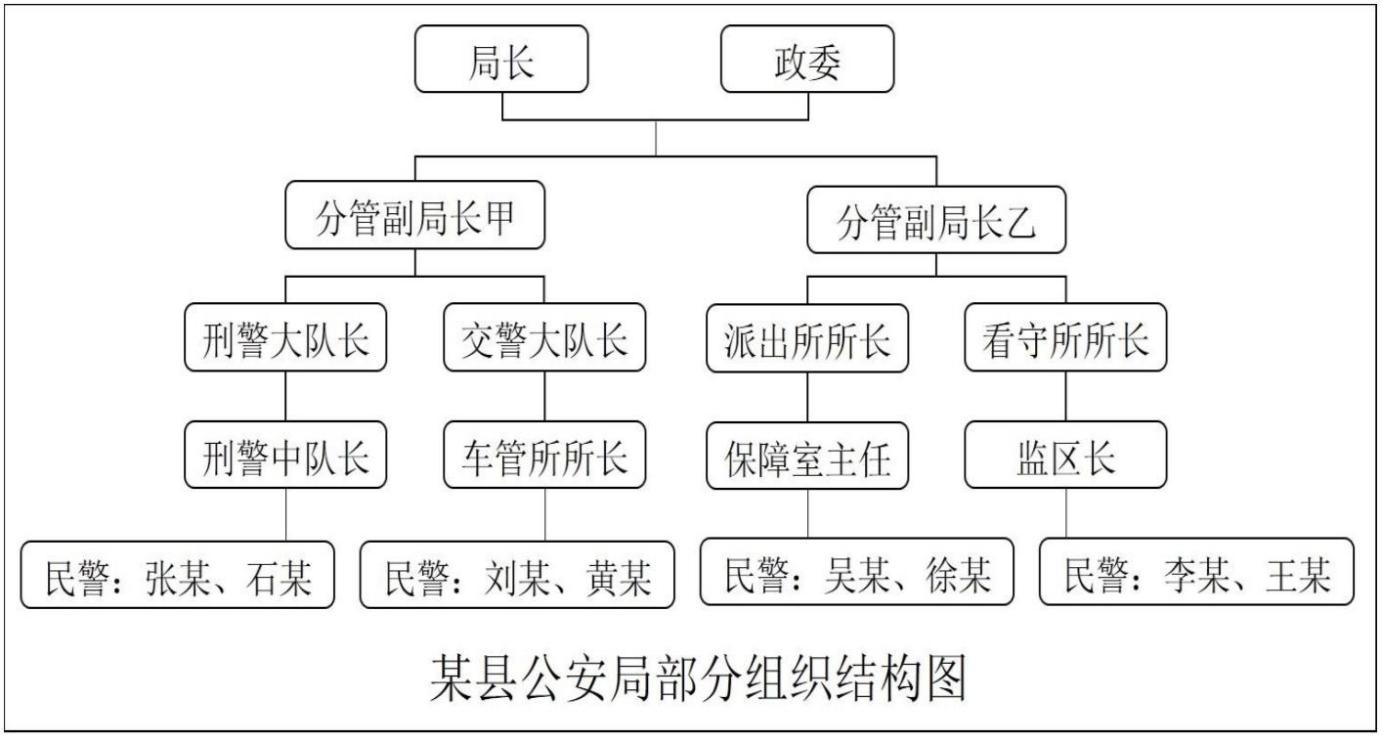 局长
政委
分管副局长甲
分管副局长乙
刑警大队长
交警大队长
派出所所长
看守所所长
刑警中队长
车管所所长
保障室主任
监区长
民警：张某、石某
民警：刘某、黄某
民警：吴某、徐某
民警：李某、王某
某县公安局部分组织结构图